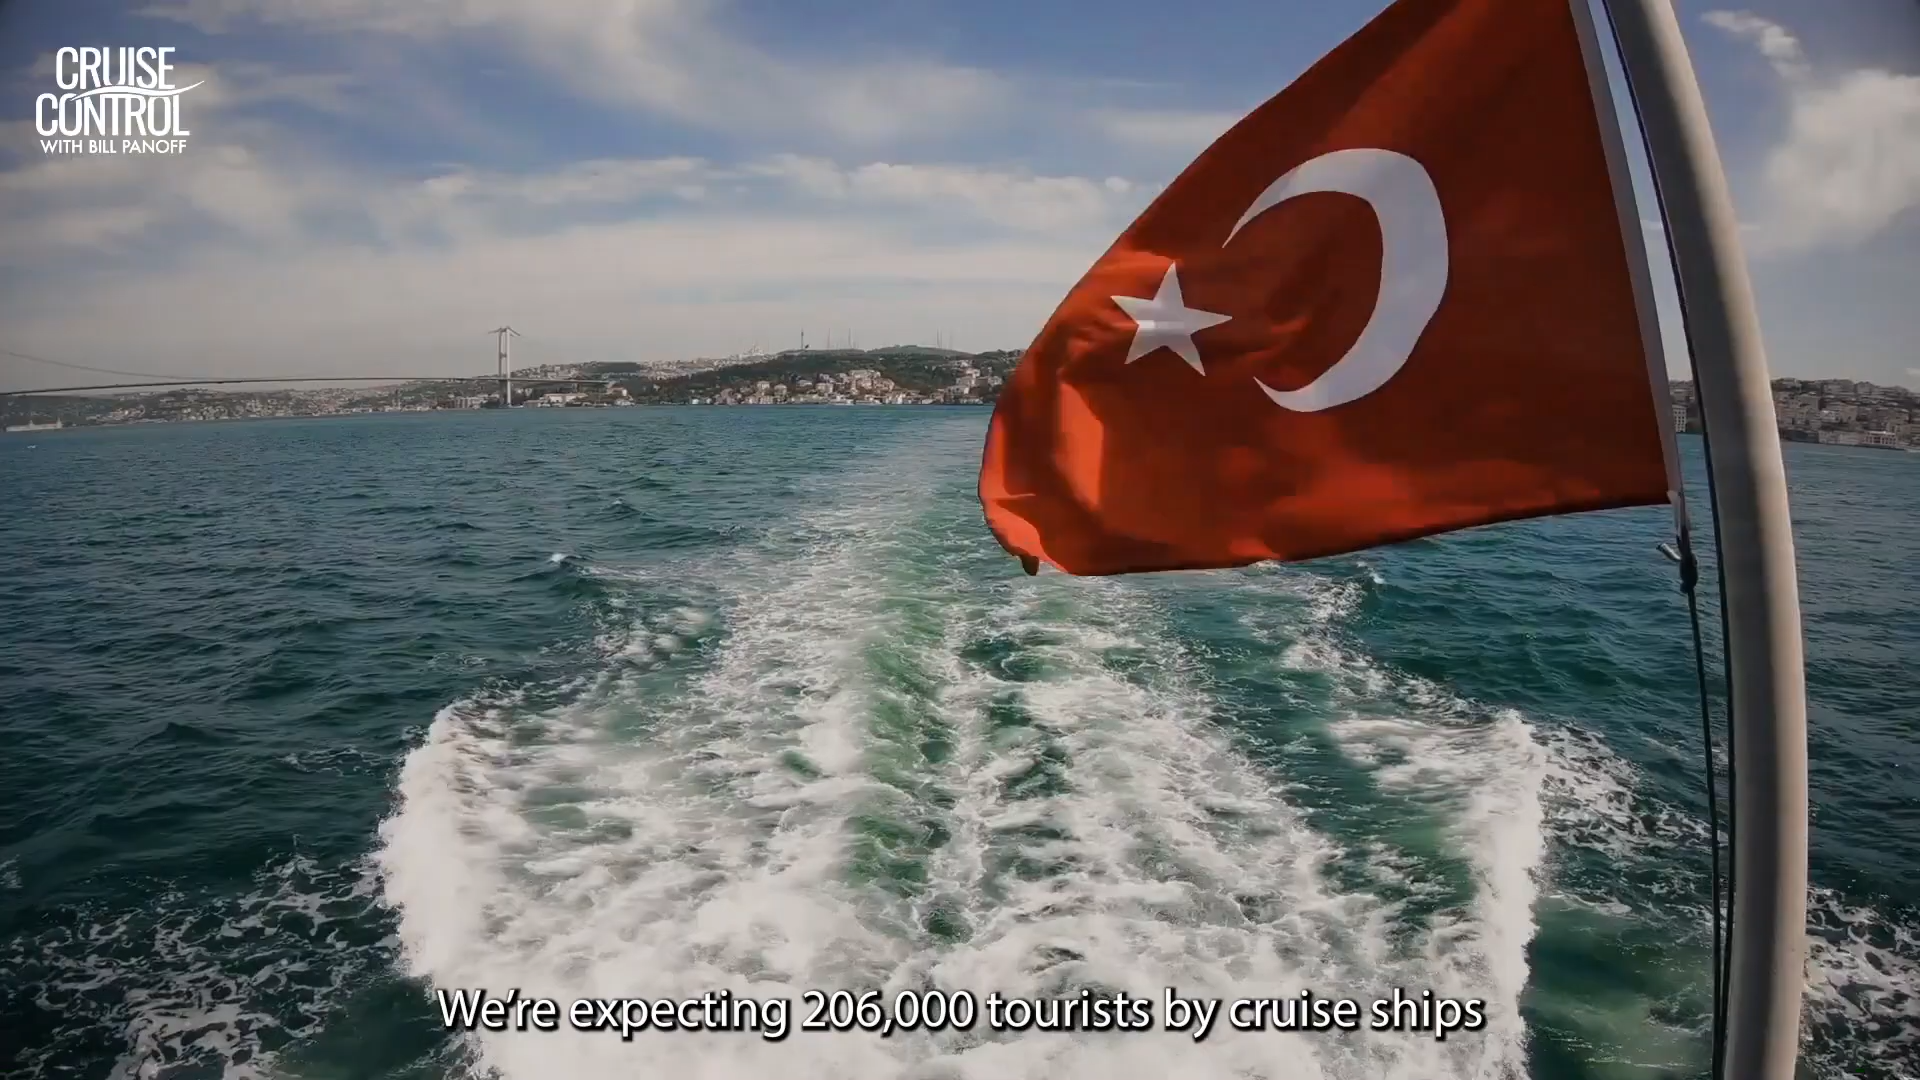 CRUISE
CONTROL
WITH BILL PANOFF
We're expecting 206,000 tourists by cruise ships